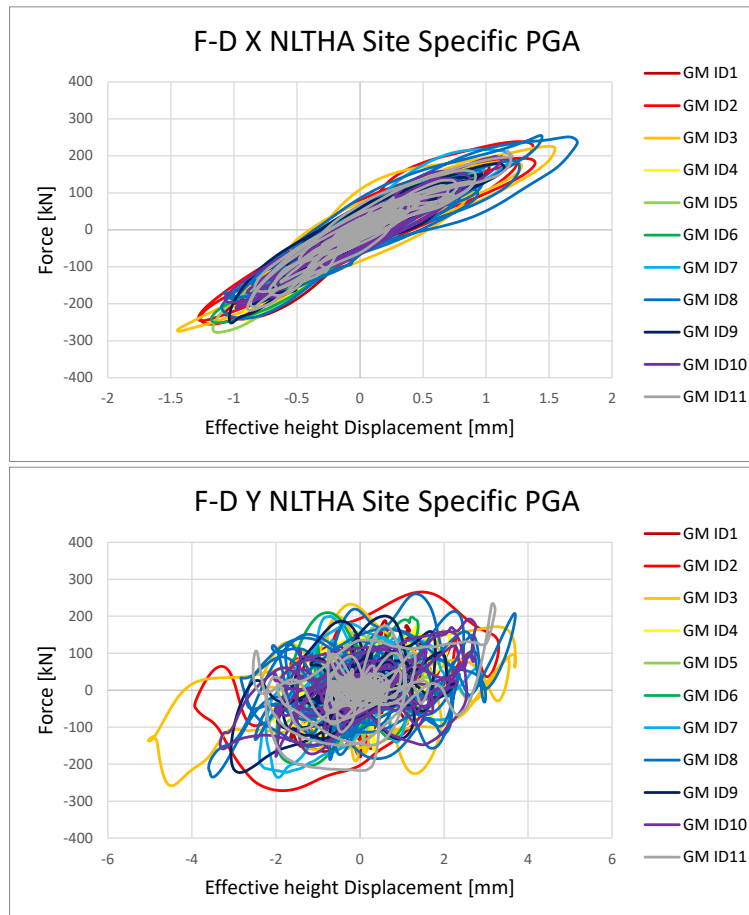 F-D X NLTHA Site Specific PGA
400
300
200
100
0
-100
-200
-300
-400
Force [kN]
-2 -1.5 -1 -0.5 0 0.5 1 1.5 2
Effective height Displacement [mm]
GM ID1
GM ID2
GM ID3
GM ID4
GM ID5
GM ID6
GM ID7
GM ID8
GM ID9
GM ID10
GM ID11
F-D Y NLTHA Site Specific PGA
400
300
200
100
0
-100
-200
-300
-400
Force [kN]
-6 -4 -2 0 2 4 6
Effective height Displacement [mm]
GM ID1
GM ID2
GM ID3
GM ID4
GM ID5
GM ID6
GM ID7
GM ID8
GM ID9
GM ID10
GM ID11